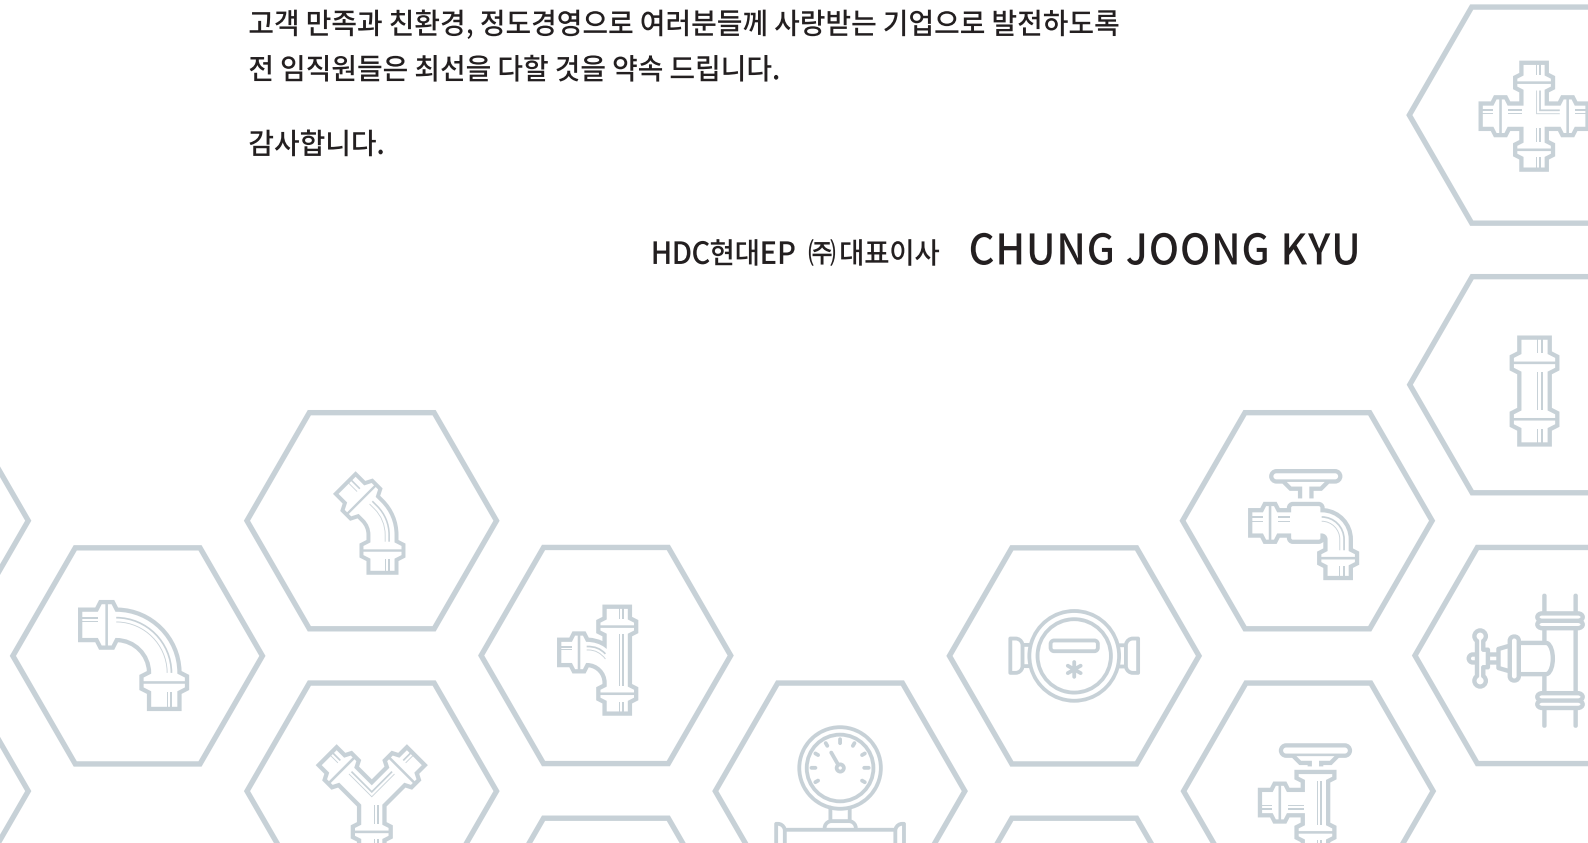 고객 만족과 친환경, 정도경영으로 여러분들께 사랑받는 기업으로 발전하도록
전 임직원들은 최선을 다할 것을 약속 드립니다.
감사합니다.
HDC현대EP ㈜대표이사 CHUNG JOONG KYU